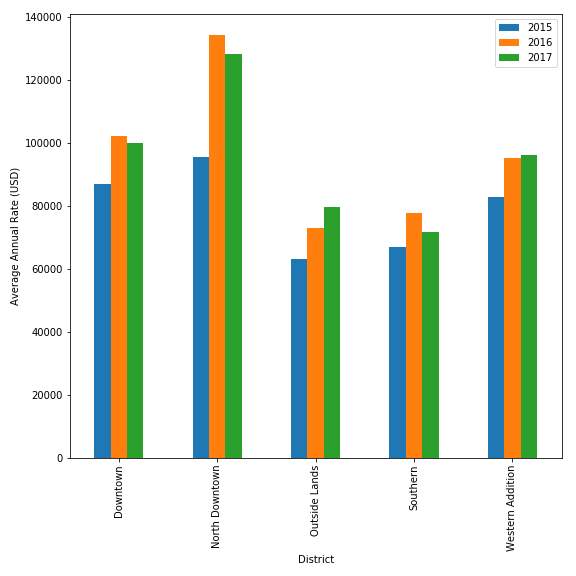 140000
120000
100000
80000
60000
40000
20000
0
Average Annual Rate (USD)
2015
2016
2017
Downtown
North Downtown
Outside Lands
Southern
Western Addition
District